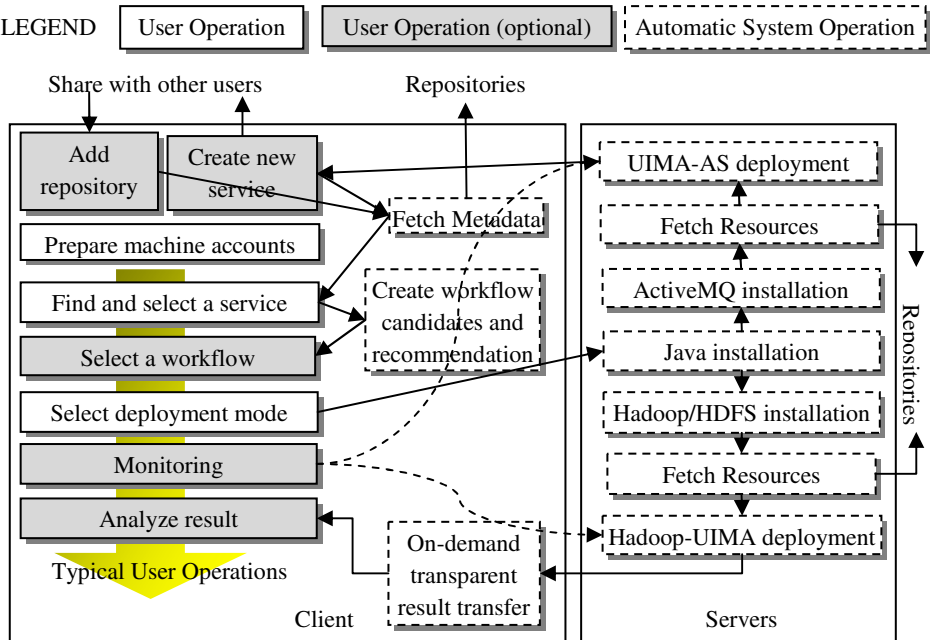 LEGEND
User Operation
User Operation (optional)
Automatic System Operation
Share with other users
Repositories
Add
repository
Create new
service
UIMA-AS deployment
Fetch Metadata
Fetch Resources
Prepare machine accounts
Find and select a service
Create workflow
candidates and
recommendation
ActiveMQ installation
Repositories
Select a workflow
Java installation
Select deployment mode
Hadoop/HDFS installation
Monitoring
Fetch Resources
Analyze result
On-demand
transparent
result transfer
Hadoop-UIMA deployment
Typical User Operations
Client
Servers